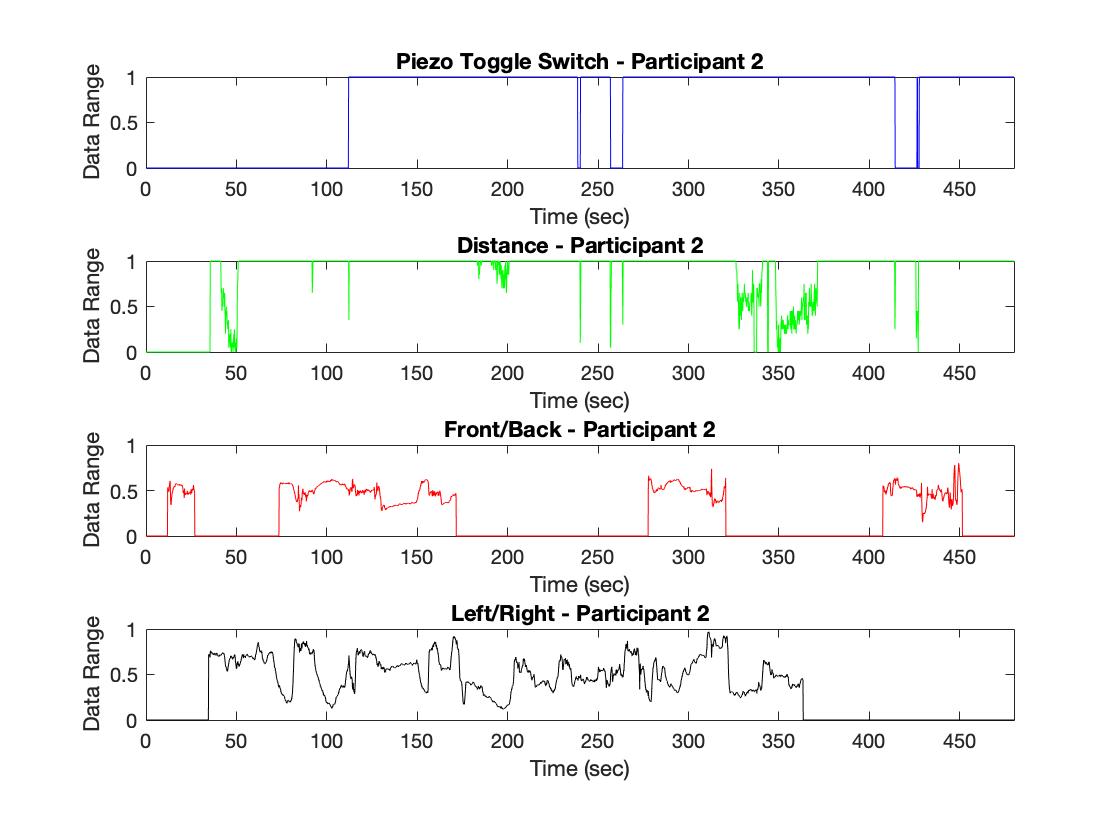 Piezo Toggle Switch - Participant 2
Data Range
1
0.5
0
0 50 100 150 200 250 300 350 400 450
Time (sec)
Distance - Participant 2
Data Range
1
0.5
0
0 50 100 150 200 250 300 350 400 450
Time (sec)
Front/Back - Participant 2
Data Range
1
0.5
0
0 50 100 150 200 250 300 350 400 450
Time (sec)
Left/Right - Participant 2
Data Range
1
0.5
0
0 50 100 150 200 250 300 350 400 450
Time (sec)